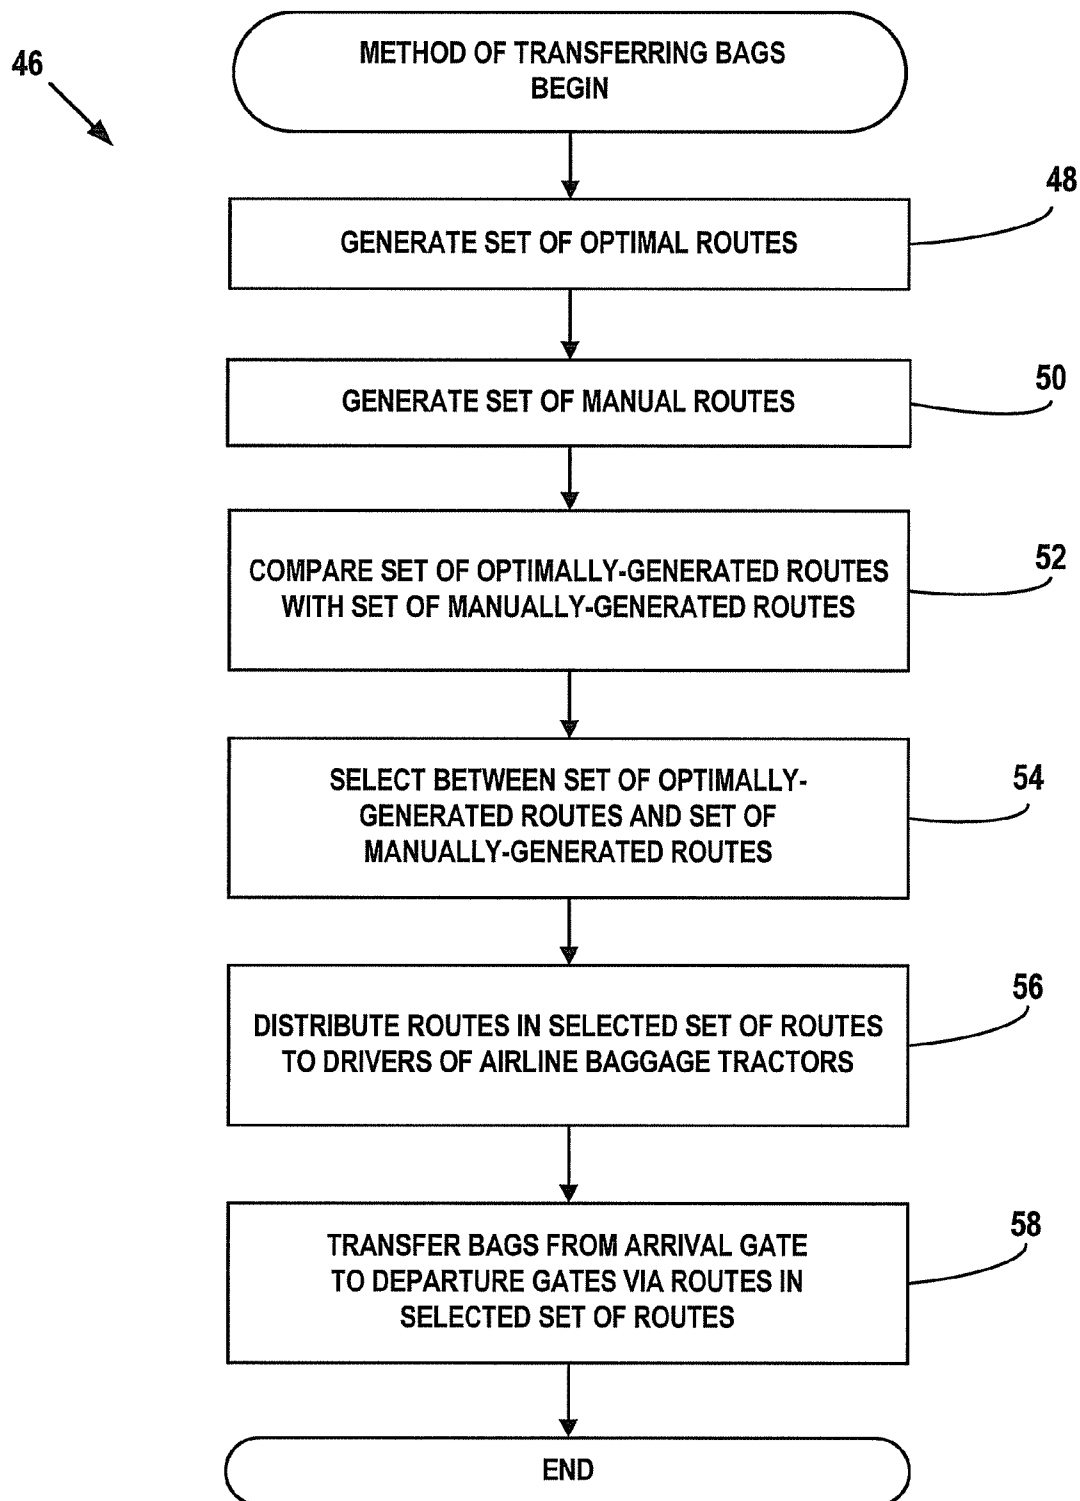 46
METHOD OF TRANSFERRING BAGS
BEGIN
48
GENERATE SET OF OPTIMAL ROUTES
50
GENERATE SET OF MANUAL ROUTES
52
COMPARE SET OF OPTIMALLY-GENERATED ROUTES
WITH SET OF MANUALLY-GENERATED ROUTES
54
SELECT BETWEEN SET OF OPTIMALLY-
GENERATED ROUTES AND SET OF
MANUALLY-GENERATED ROUTES
56
DISTRIBUTE ROUTES IN SELECTED SET OF ROUTES
TO DRIVERS OF AIRLINE BAGGAGE TRACTORS
58
TRANSFER BAGS FROM ARRIVAL GATE
TO DEPARTURE GATES VIA ROUTES IN
SELECTED SET OF ROUTES
END